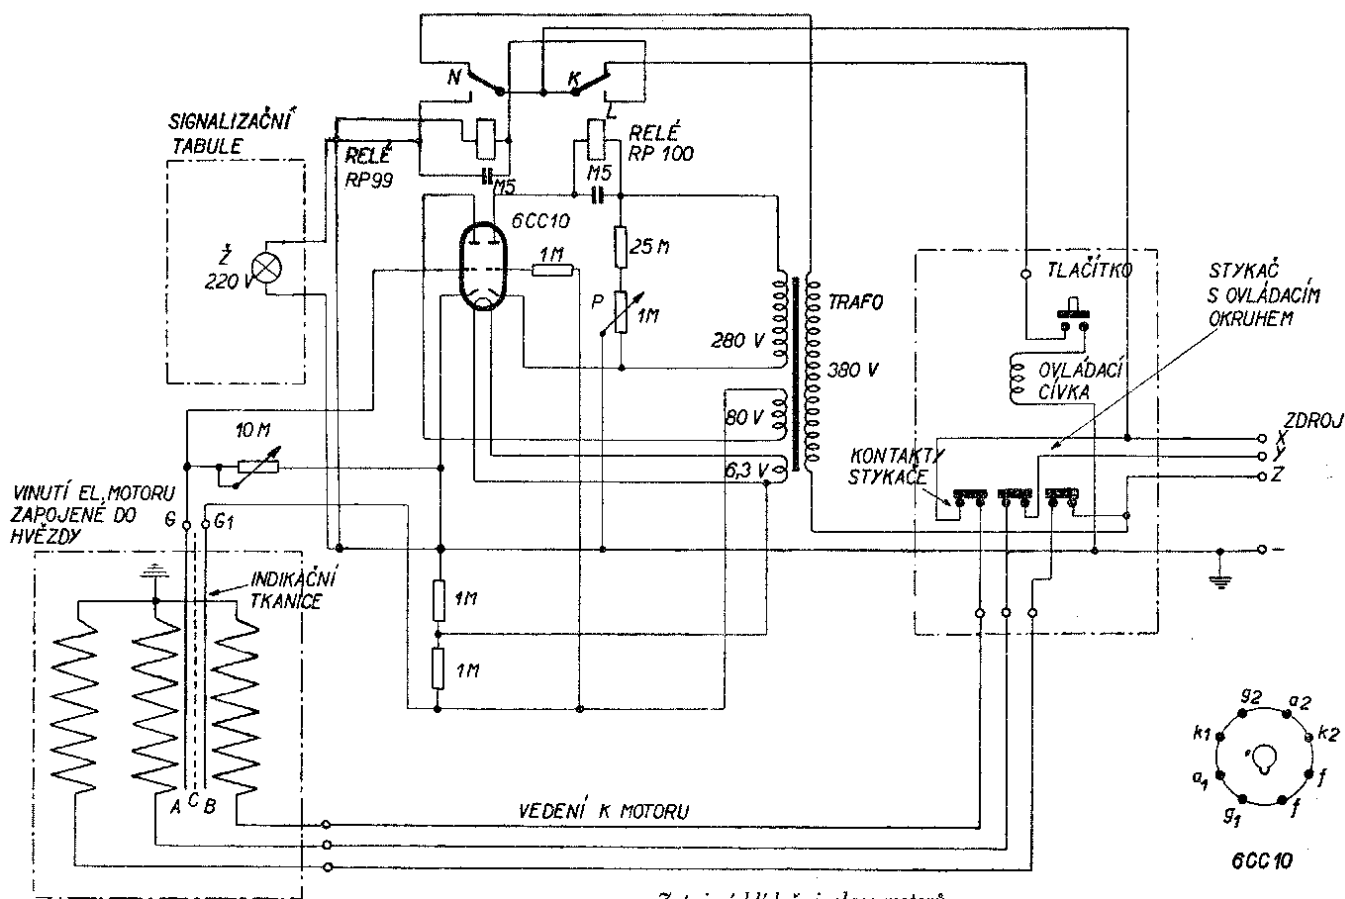 N
K
L
SIGNALIZAČNÍ
TABULE
RELÉ
RP99
RELÉ
RP 100
M5
M5
6CC10
Ž
220 V
1M
25 M
P
1M
TRAFO
280 V
380 V
80 V
6,3 V
TLAČÍTKO
STYKAČ
S OVLÁDACÍM
OKRUHEM
OVLÁDACÍ
CÍVKA
ZDROJ
X
Y
Z
–
KONTAKTY
STYKAČE
10 M
VINUTÍ EL. MOTORU
ZAPOJENÉ DO
HVĚZDY
G
G1
INDIKAČNÍ
TKANICE
1M
1M
A C B
VEDENÍ K MOTORU
g2
a2
k1
k2
a1
f
g1
f
6CC10